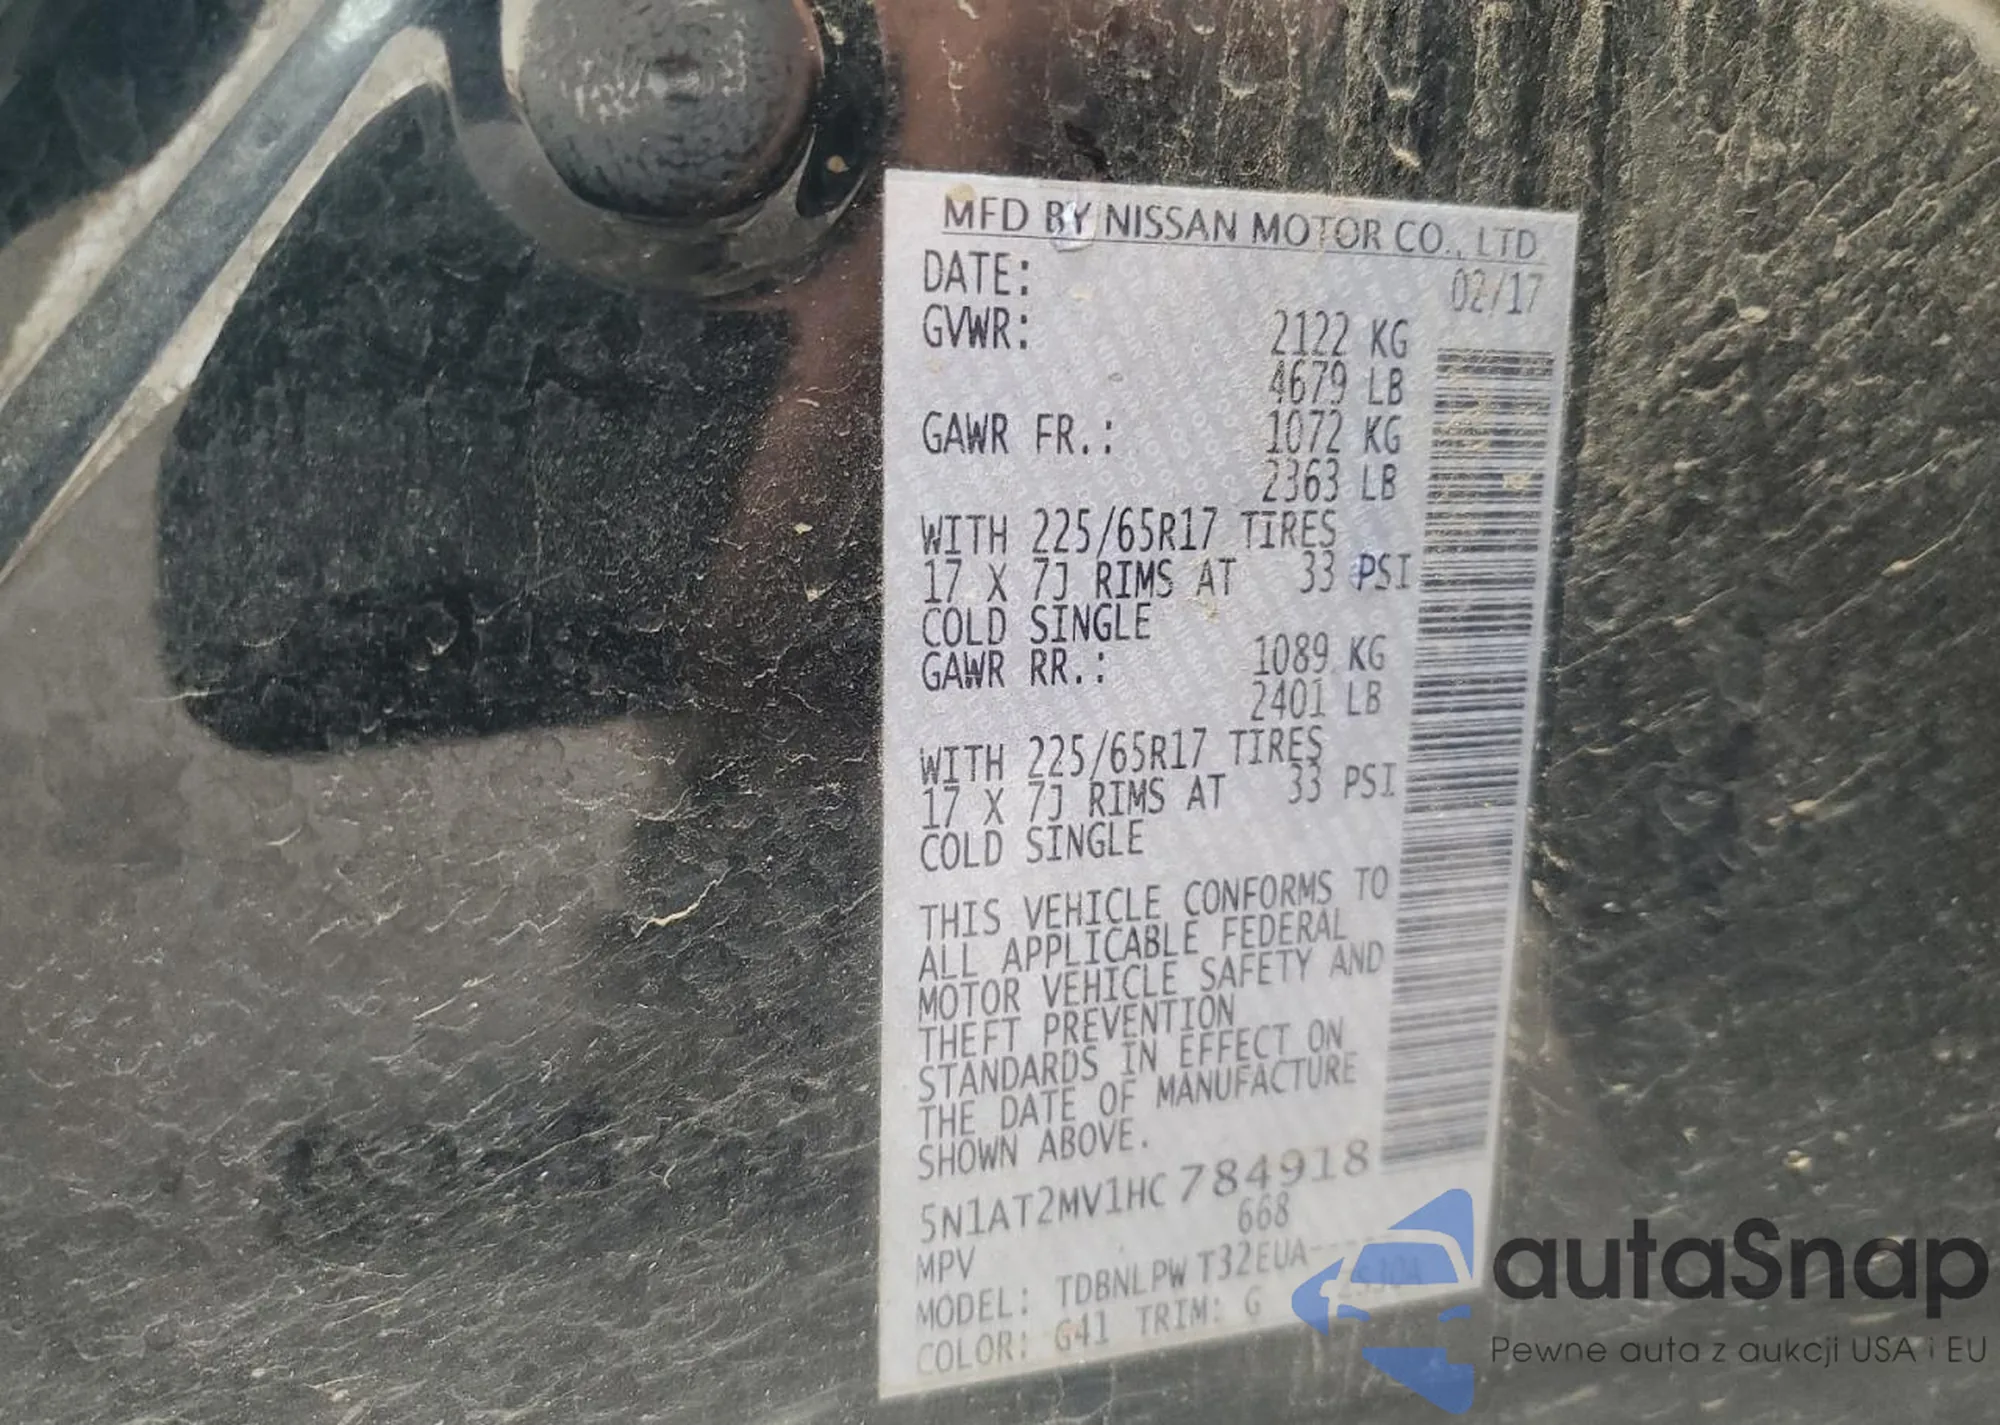 MFD BY NISSAN MOTOR CO., LTD.
DATE: 02/17
GVWR: 2122 KG
4679 LB
GAWR FR.: 1072 KG
2363 LB
WITH 225/65R17 TIRES
17 X 7J RIMS AT 33 PSI
COLD SINGLE
GAWR RR.: 1089 KG
2401 LB
WITH 225/65R17 TIRES
17 X 7J RIMS AT 33 PSI
COLD SINGLE
THIS VEHICLE CONFORMS TO
ALL APPLICABLE FEDERAL
MOTOR VEHICLE SAFETY AND
THEFT PREVENTION
STANDARDS IN EFFECT ON
THE DATE OF MANUFACTURE
SHOWN ABOVE.
5N1AT2MV1HC784918
668
MPV
MODEL: TDBNLPW T32EUA-----
COLOR: G41 TRIM: G
autaSnap
Pewne auta z aukcji USA i EU